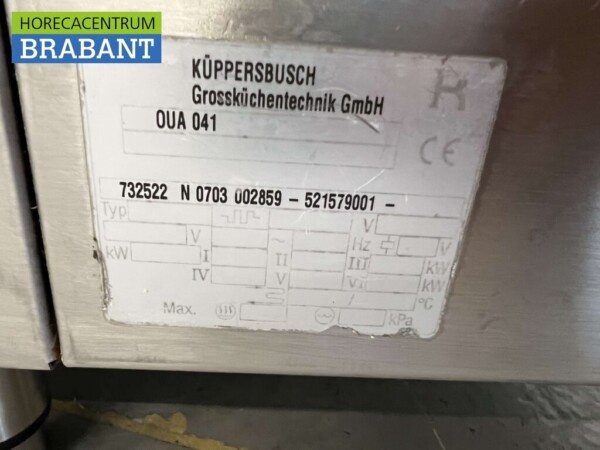 HORECACENTRUM
BRABANT
KÜPPERSBUSCH
Grossküchentechnik GmbH
K
CE
OUA 041
732522 N 0703 002859 - 521579001 -
Typ V
V ~ Hz V
kW I II III kW
IV V VI kW
/ °C
Max. kPa